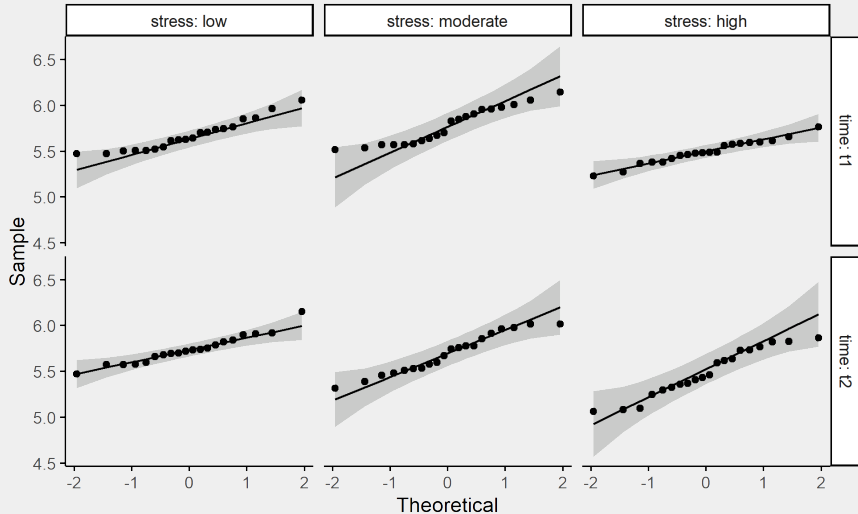 stress: low
stress: moderate
stress: high
6.5
6.0
5.5
5.0
4.5
time: t1
6.5
6.0
5.5
5.0
4.5
time: t2
Sample
-2 -1 0 1 2
-2 -1 0 1 2
-2 -1 0 1 2
Theoretical